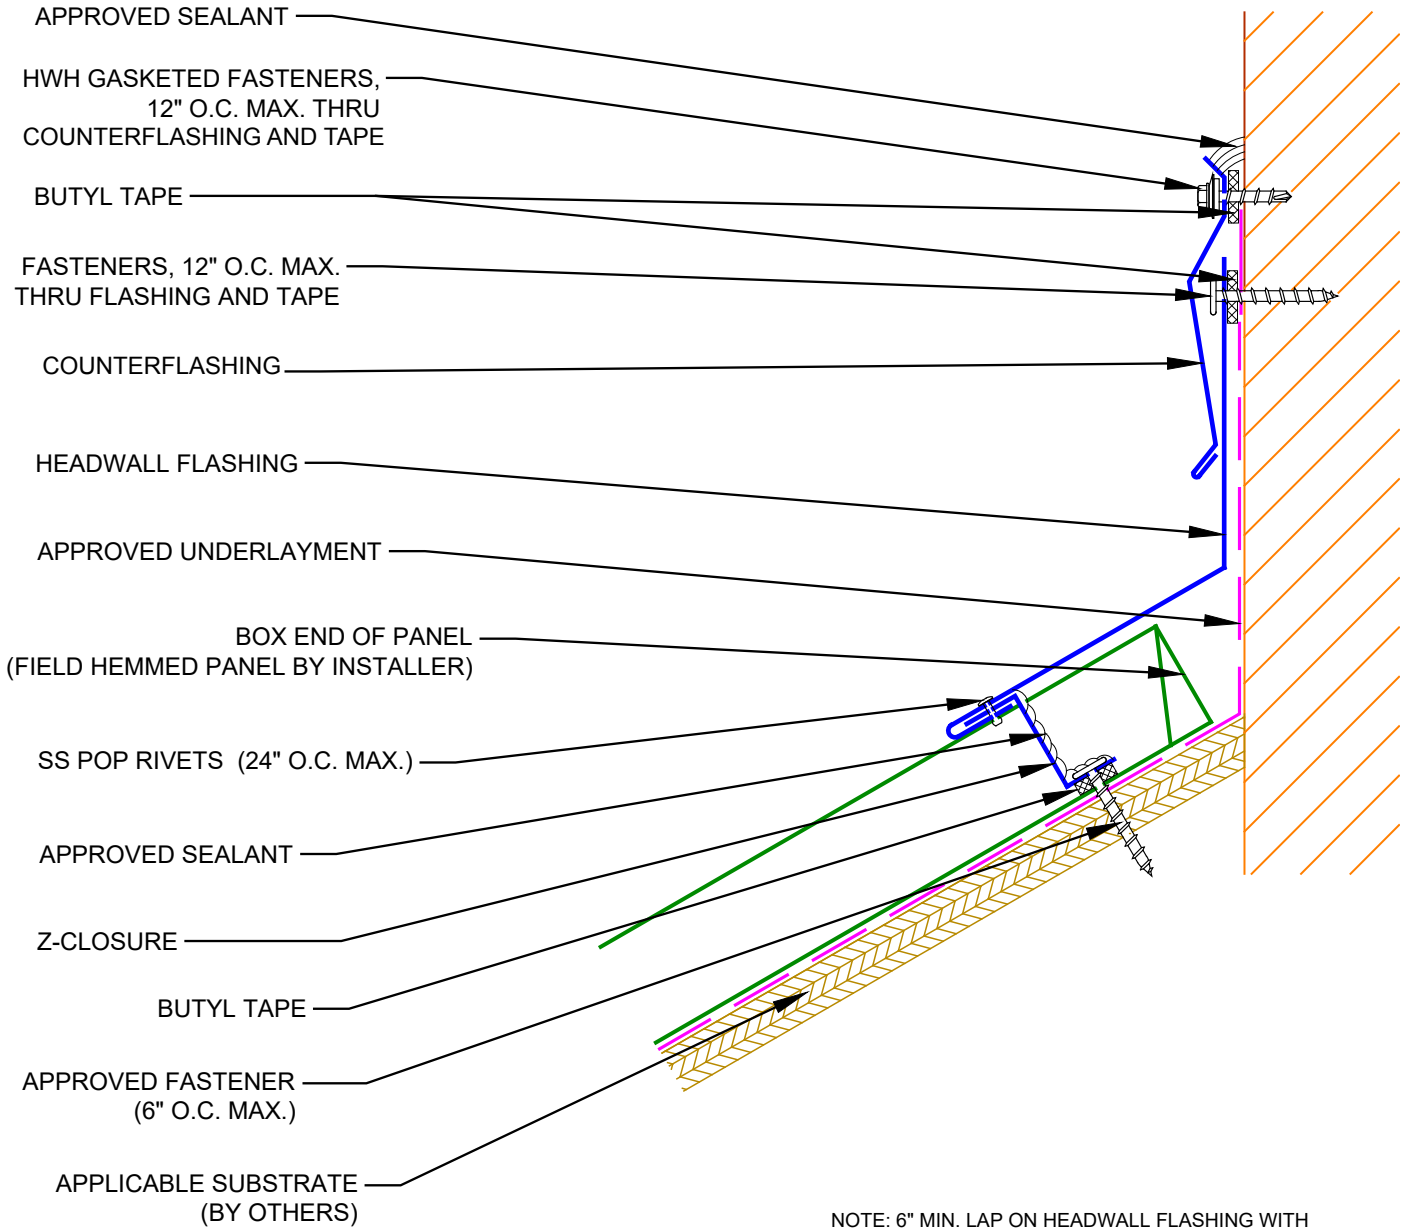 APPROVED SEALANT
HWH GASKETED FASTENERS,
12" O.C. MAX. THRU
COUNTERFLASHING AND TAPE
BUTYL TAPE
FASTENERS, 12" O.C. MAX.
THRU FLASHING AND TAPE
COUNTERFLASHING
HEADWALL FLASHING
APPROVED UNDERLAYMENT
BOX END OF PANEL
(FIELD HEMMED PANEL BY INSTALLER)
SS POP RIVETS (24" O.C. MAX.)
APPROVED SEALANT
Z-CLOSURE
BUTYL TAPE
APPROVED FASTENER
(6" O.C. MAX.)
APPLICABLE SUBSTRATE
(BY OTHERS)
NOTE: 6" MIN. LAP ON HEADWALL FLASHING WITH